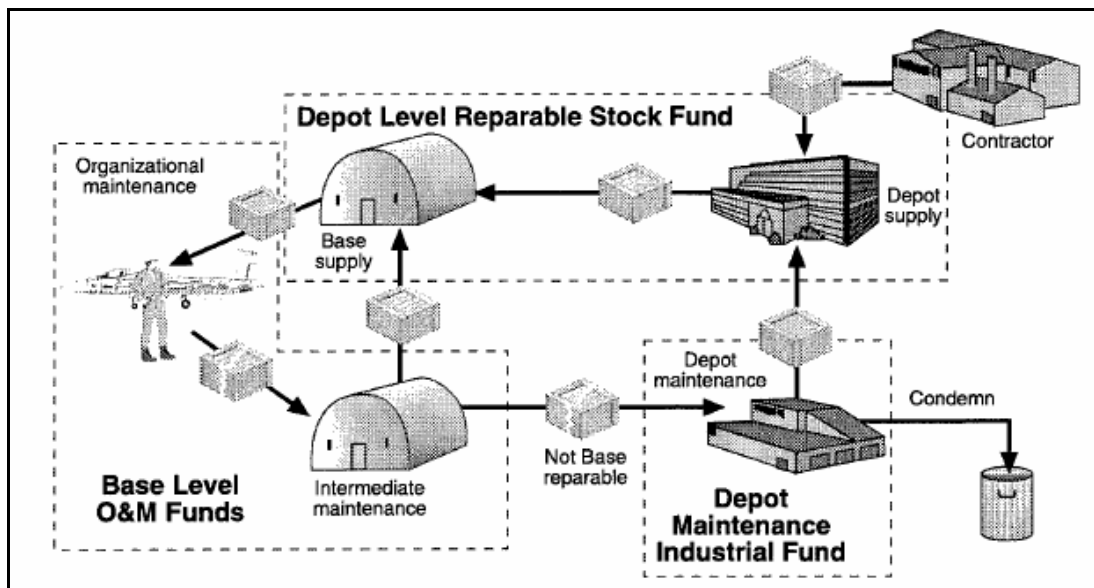 Depot Level Reparable Stock Fund
Contractor
Organizational
maintenance
Depot
supply
Base
supply
Depot
maintenance
Condemn
Not Base
reparable
Intermediate
maintenance
Base Level
O&M Funds
Depot
Maintenance
Industrial Fund